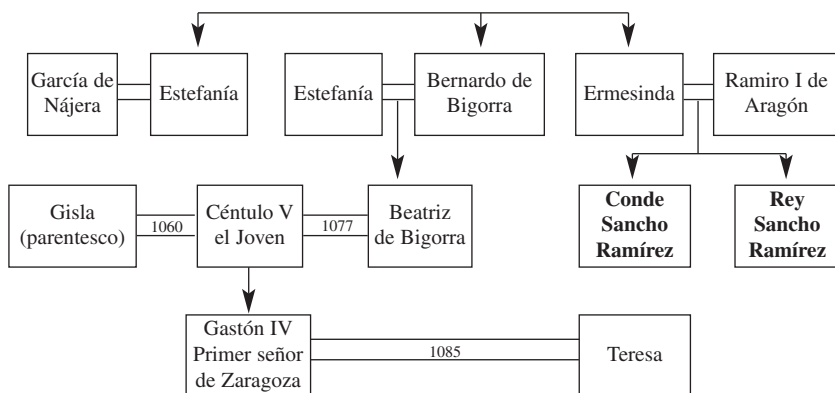 García de
Nájera
Estefanía
Estefanía
Bernardo de
Bigorra
Ermesinda
Ramiro I de
Aragón
Gisla
(parentesco)
1060
Céntulo V
el Joven
1077
Beatriz
de Bigorra
Conde
Sancho
Ramírez
Rey
Sancho
Ramírez
Gastón IV
Primer señor
de Zaragoza
1085
Teresa